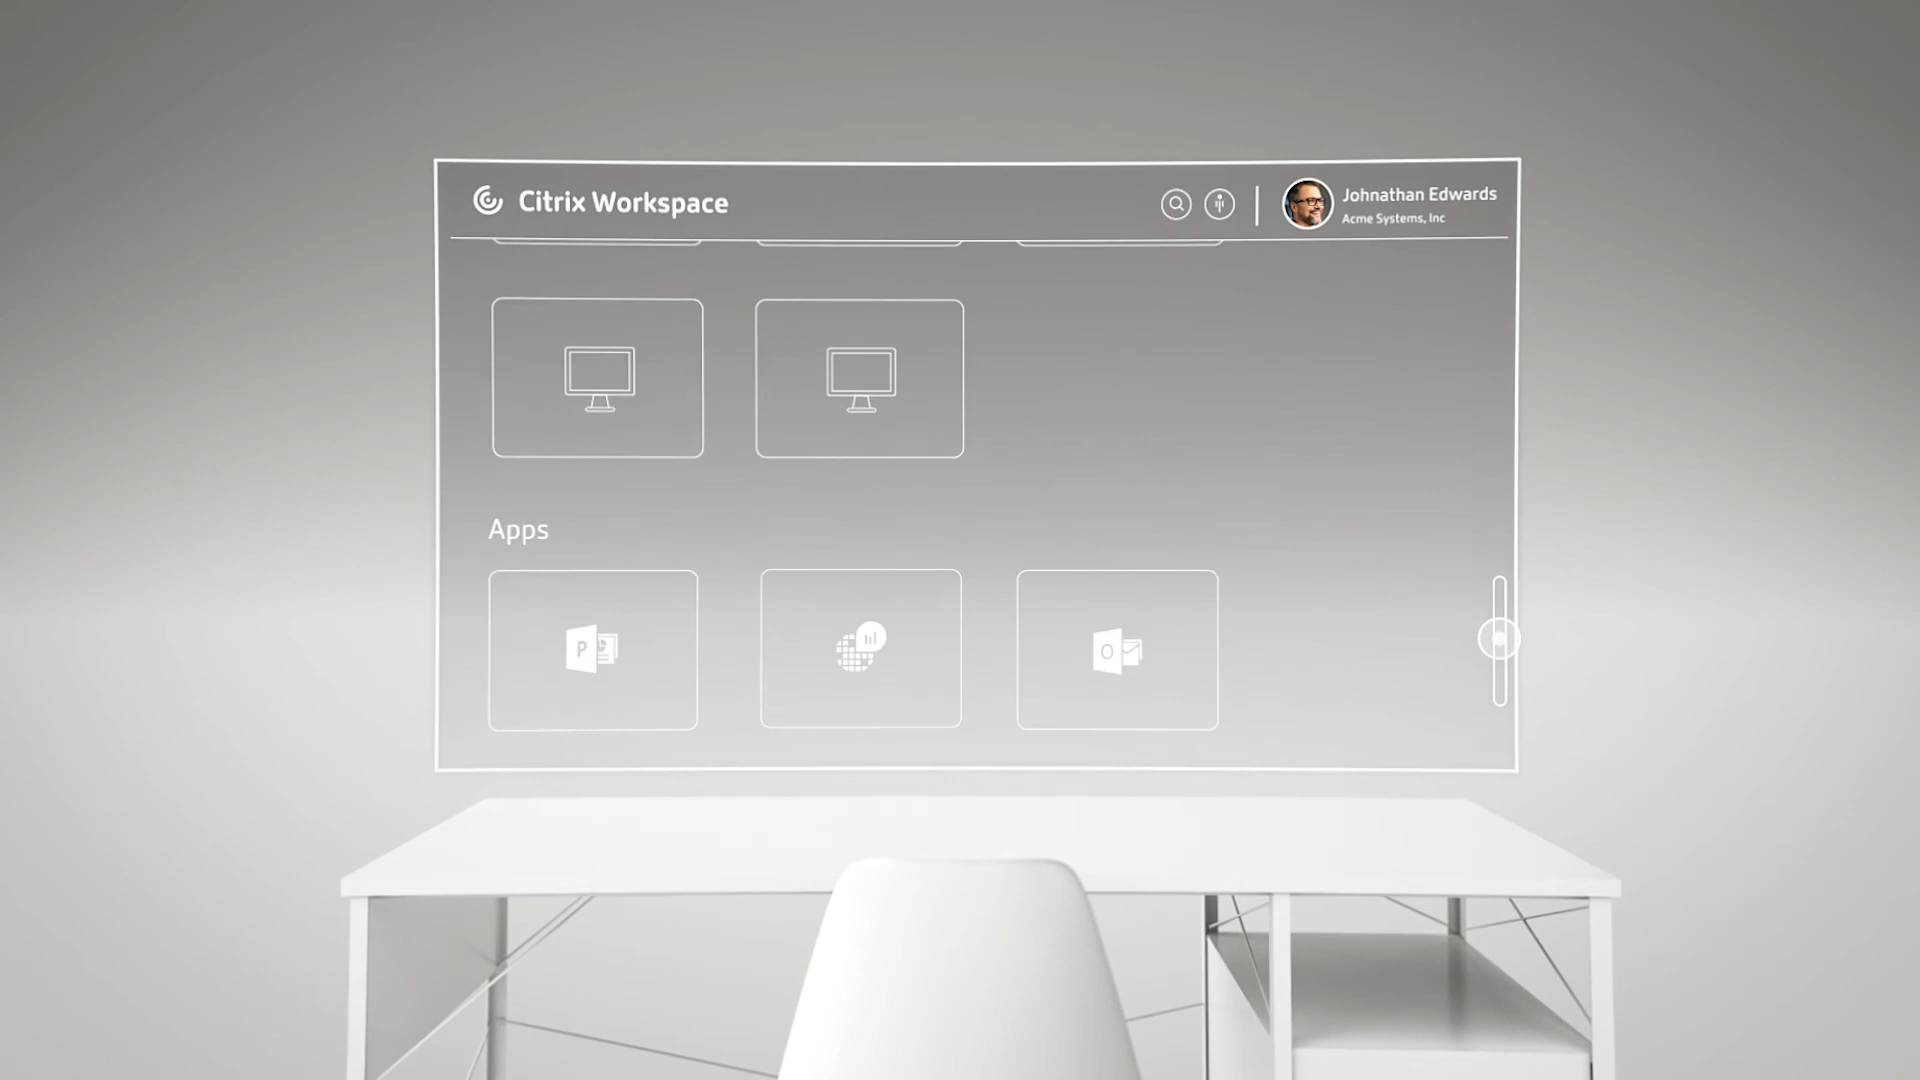 Citrix Workspace
Johnathan Edwards
Acme Systems, Inc
Apps
P
O